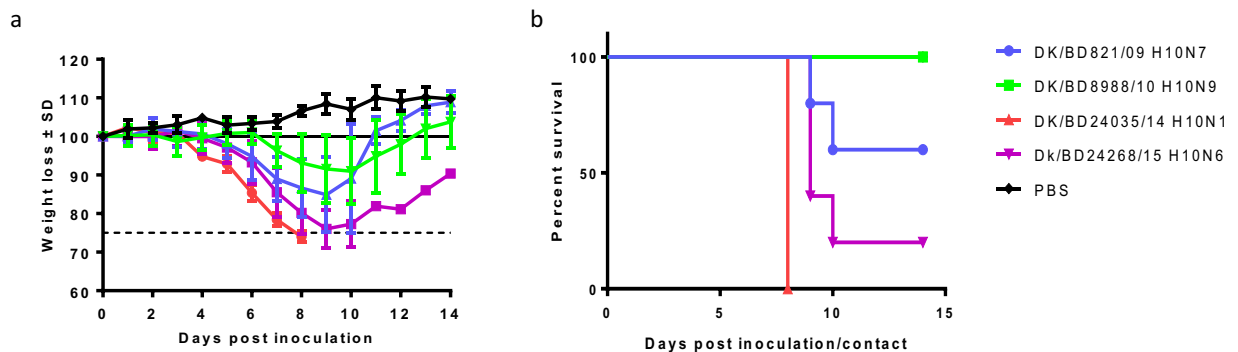 a
120
110
100
90
80
70
60
Weight loss ± SD
0 2 4 6 8 10 12 14
Days post inoculation
b
100
50
0
Percent survival
0 5 10 15
Days post inoculation/contact
DK/BD821/09 H10N7
DK/BD8988/10 H10N9
DK/BD24035/14 H10N1
Dk/BD24268/15 H10N6
PBS